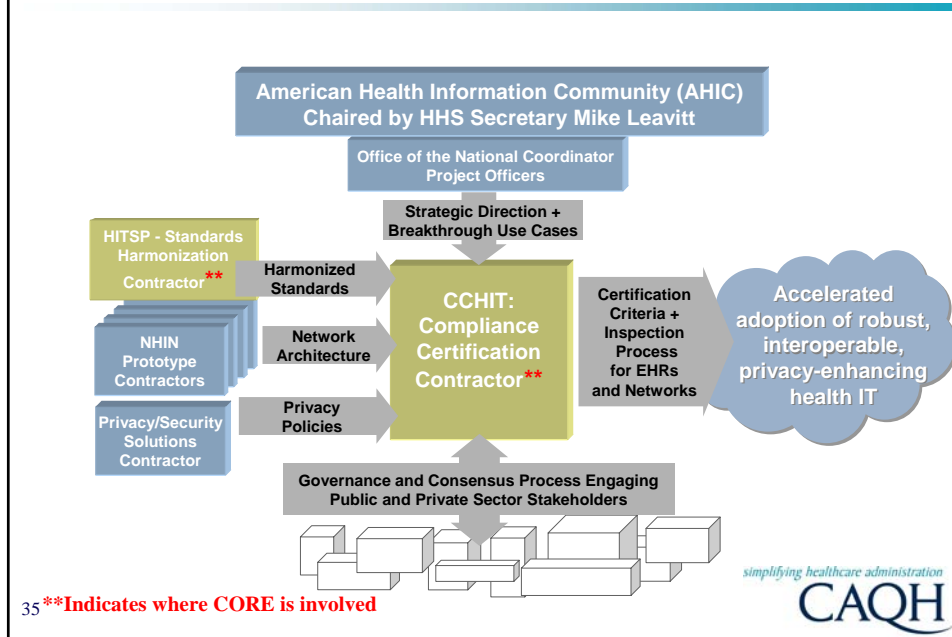 American Health Information Community (AHIC)
Chaired by HHS Secretary Mike Leavitt
Office of the National Coordinator
Project Officers
Strategic Direction +
Breakthrough Use Cases
HITSP - Standards
Harmonization
Contractor**
Harmonized
Standards
NHIN
Prototype
Contractors
Network
Architecture
Privacy/Security
Solutions
Contractor
Privacy
Policies
CCHIT:
Compliance
Certification
Contractor**
Certification
Criteria +
Inspection
Process
for EHRs
and Networks
Accelerated
adoption of robust,
interoperable,
privacy-enhancing
health IT
Governance and Consensus Process Engaging
Public and Private Sector Stakeholders
35 **Indicates where CORE is involved
simplifying healthcare administration
CAQH